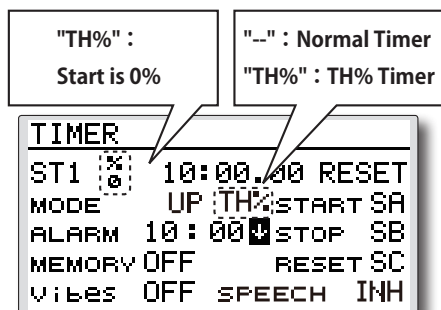 "TH%" :
Start is 0%
"--" : Normal Timer
"TH%" : TH% Timer
TIMER
ST1 % 0 10:00.00 RESET
MODE UP TH% START SA
ALARM 10:00 ↓ STOP SB
MEMORY OFF RESET SC
Vibes OFF SPEECH INH